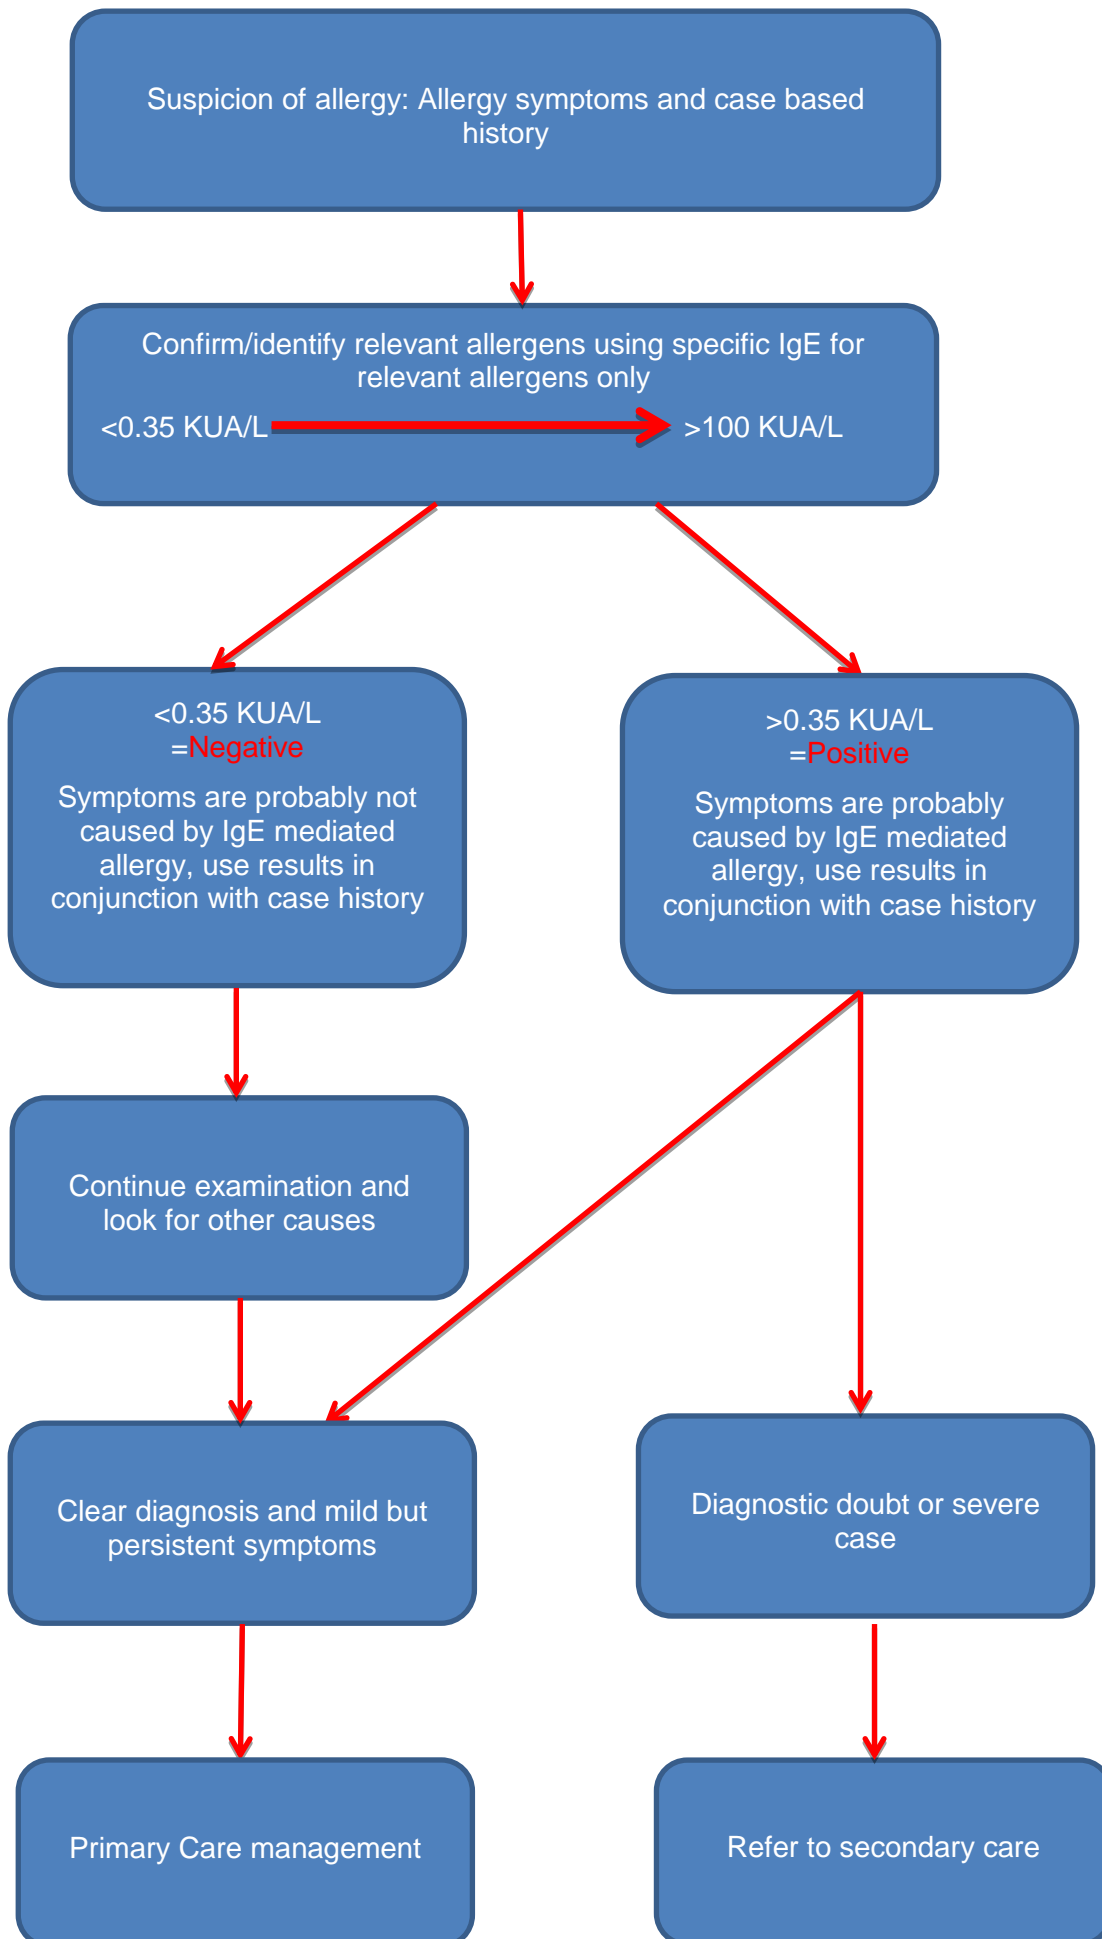 Suspicion of allergy: Allergy symptoms and case based
history
Confirm/identify relevant allergens using specific IgE for
relevant allergens only
<0.35 KUA/L >100 KUA/L
<0.35 KUA/L
=Negative
Symptoms are probably not
caused by IgE mediated
allergy, use results in
conjunction with case history
>0.35 KUA/L
=Positive
Symptoms are probably
caused by IgE mediated
allergy, use results in
conjunction with case history
Continue examination and
look for other causes
Clear diagnosis and mild but
persistent symptoms
Diagnostic doubt or severe
case
Primary Care management
Refer to secondary care